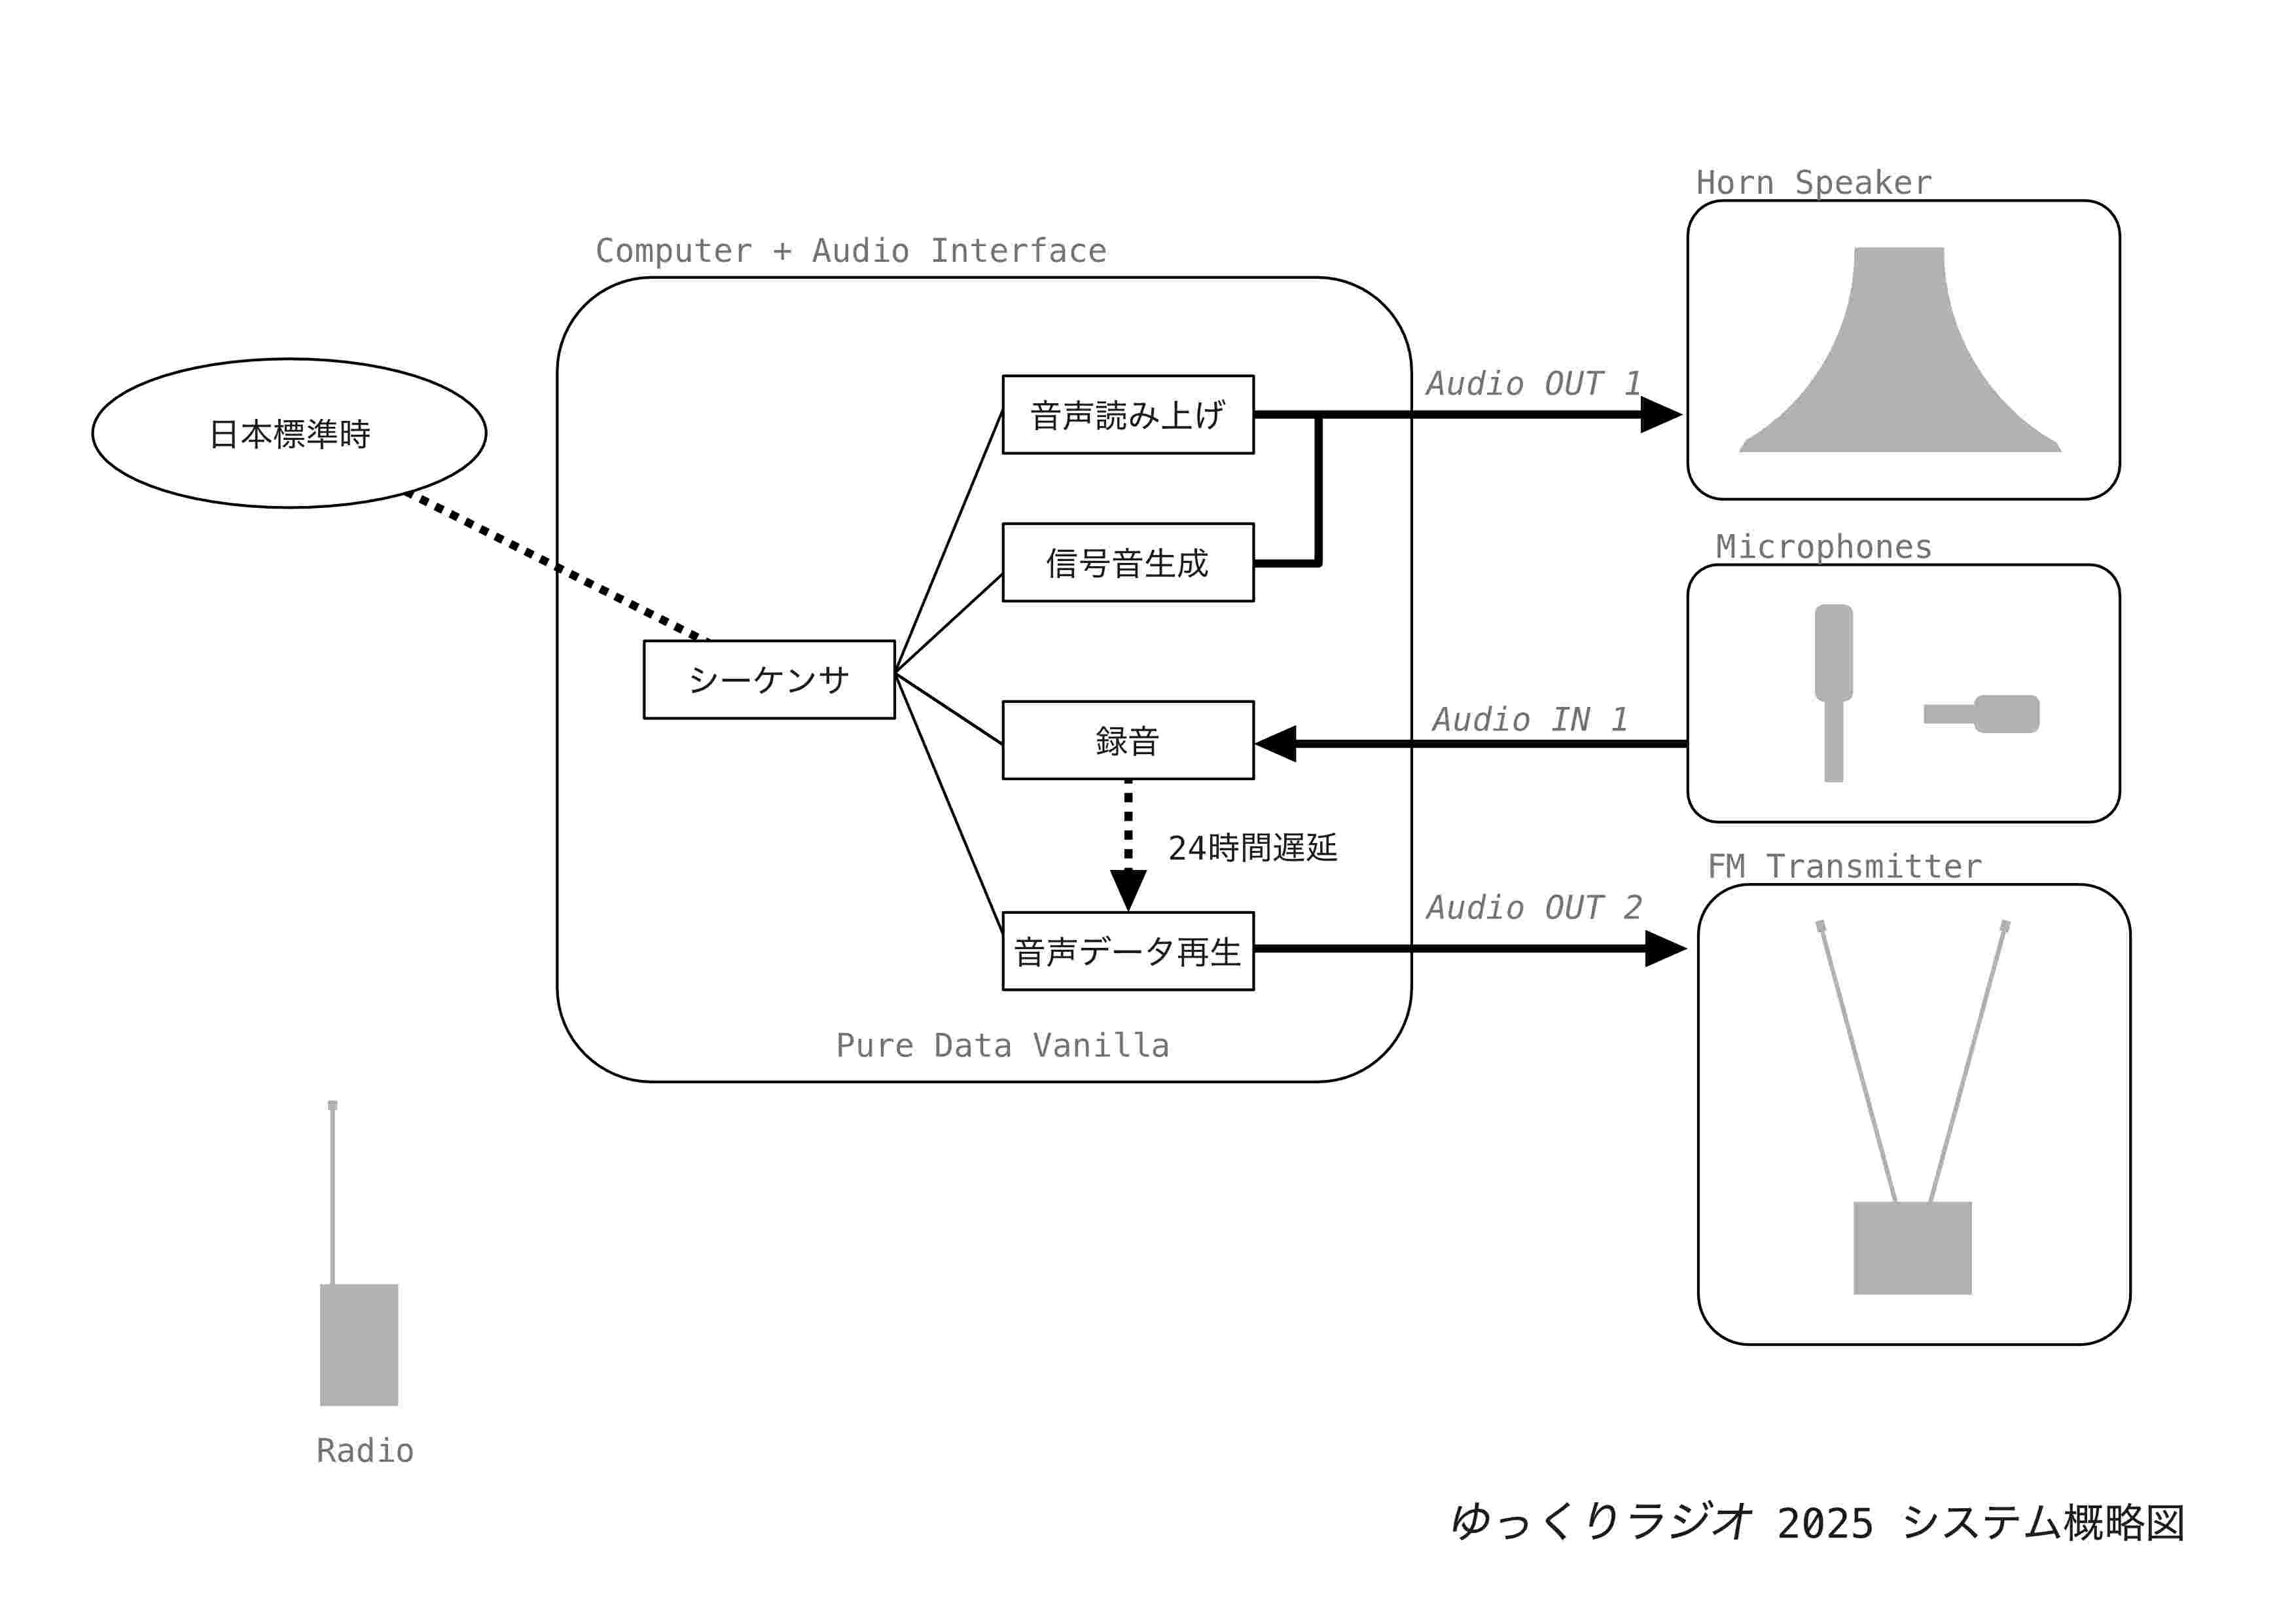 Horn Speaker
Computer + Audio Interface
日本標準時
音声読み上げ
Audio OUT 1
信号音生成
Microphones
シーケンサ
録音
Audio IN 1
24時間遅延
FM Transmitter
音声データ再生
Audio OUT 2
Pure Data Vanilla
Radio
ゆっくりラジオ 2025 システム概略図